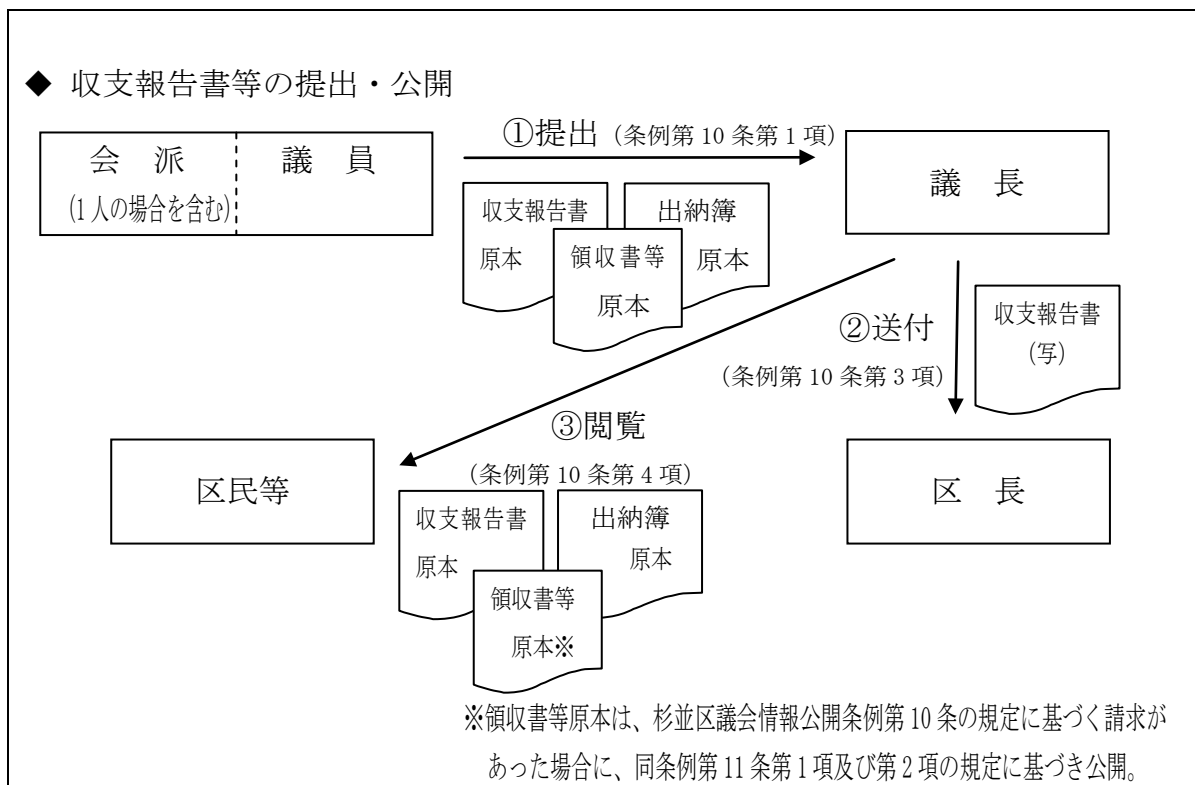 ◆ 収支報告書等の提出・公開
会 派
(1人の場合を含む)
議 員
①提出 (条例第10条第1項)
収支報告書
原本
出納簿
原本
領収書等
原本
議 長
②送付
(条例第10条第3項)
収支報告書
(写)
③閲覧
(条例第10条第4項)
区民等
収支報告書
原本
出納簿
原本
領収書等
原本※
区 長
※領収書等原本は、杉並区議会情報公開条例第10条の規定に基づく請求が
あった場合に、同条例第11条第1項及び第2項の規定に基づき公開。